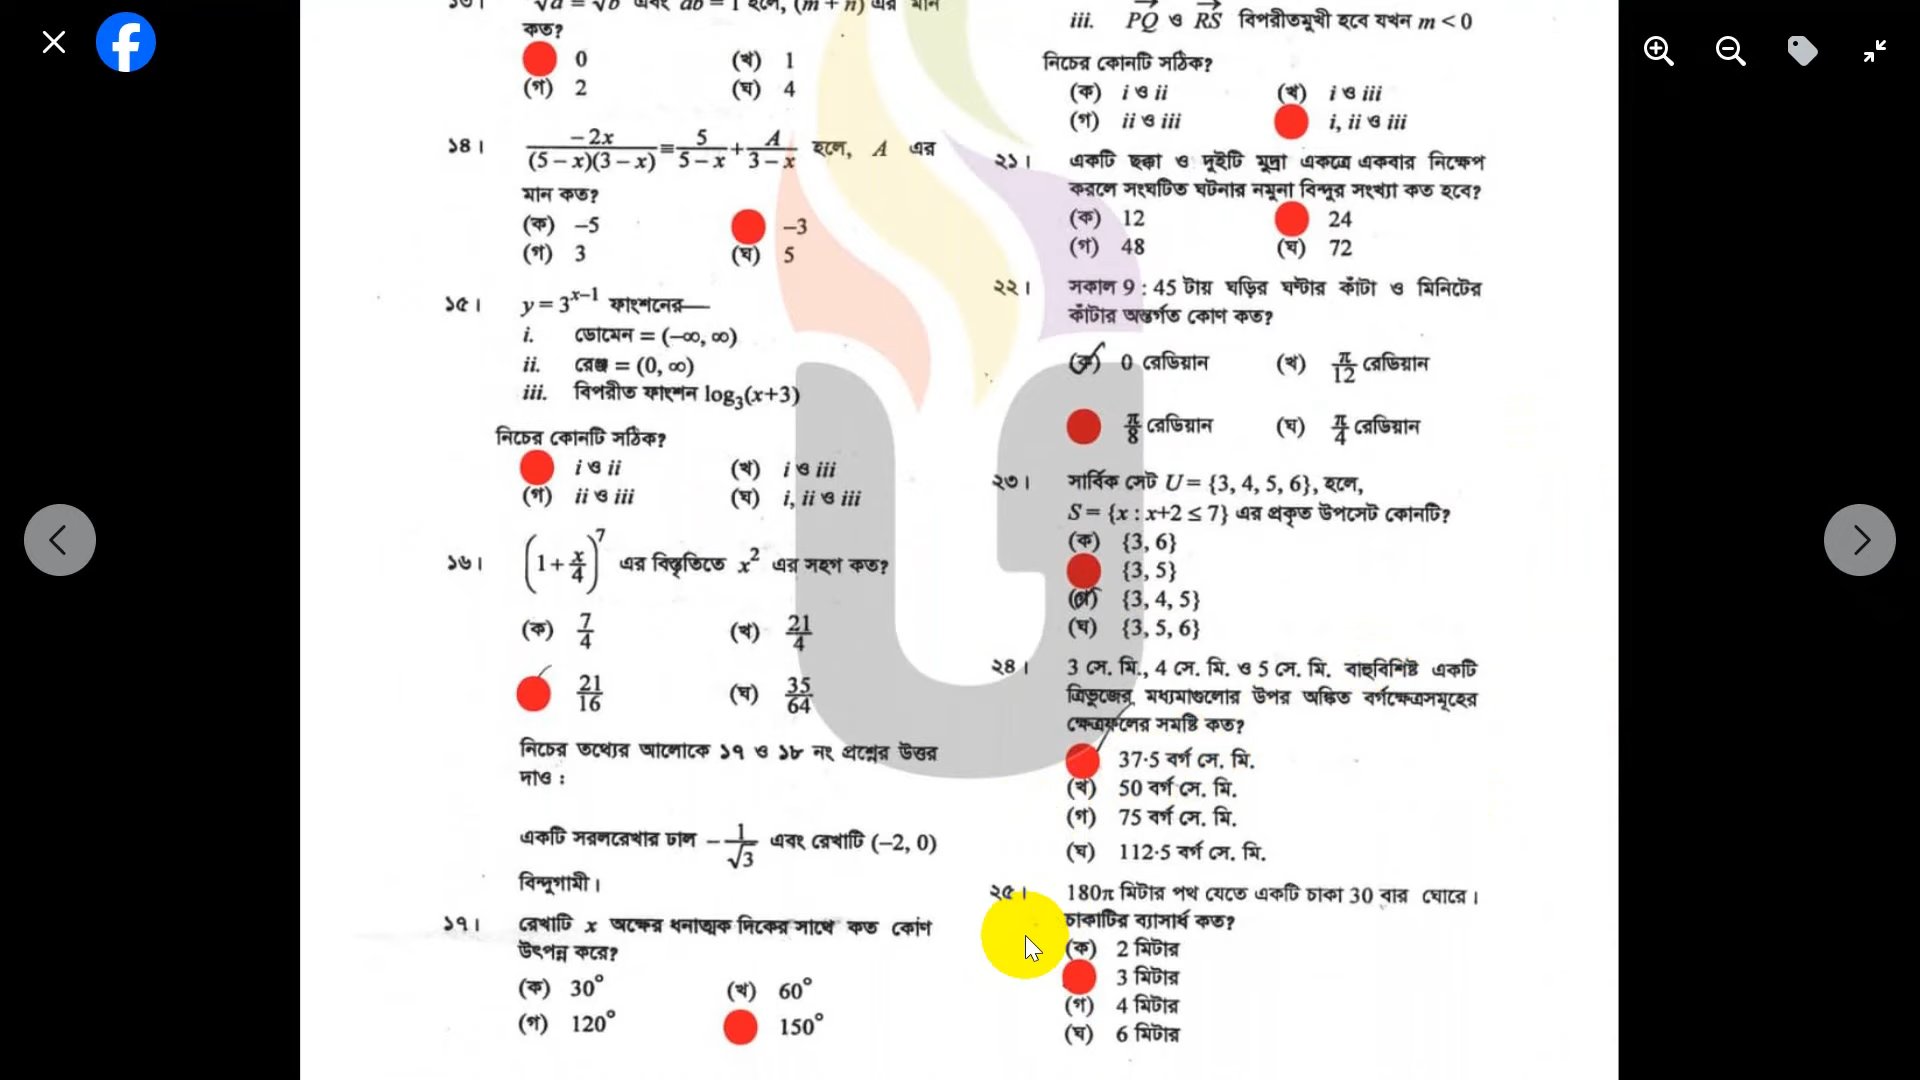 ১৩। ᵐ√a = ⁿ√b এবং ab = 1 হলে, (m + n) এর মান
কত?
0 (খ) 1
(গ) 2 (ঘ) 4
১৪। -2x/((5-x)(3-x)) ≡ 5/(5-x) + A/(3-x) হলে, A এর
মান কত?
(ক) -5 -3
(গ) 3 (ঘ) 5
১৫। y = 3^(x-1) ফাংশনের—
i. ডোমেন = (-∞, ∞)
ii. রেঞ্জ = (0, ∞)
iii. বিপরীত ফাংশন log₃(x+3)
নিচের কোনটি সঠিক?
i ও ii (খ) i ও iii
(গ) ii ও iii (ঘ) i, ii ও iii
১৬। (1 + x/4)^7 এর বিস্তৃতিতে x² এর সহগ কত?
(ক) 7/4 (খ) 21/4
21/16 (ঘ) 35/64
নিচের তথ্যের আলোকে ১৭ ও ১৮ নং প্রশ্নের উত্তর
দাও :
একটি সরলরেখার ঢাল -1/√3 এবং রেখাটি (-2, 0)
বিন্দুগামী।
১৭। রেখাটি x অক্ষের ধনাত্মক দিকের সাথে কত কোণ
উৎপন্ন করে?
(ক) 30° (খ) 60°
(গ) 120° 150°
iii. PQ ও RS বিপরীতমুখী হবে যখন m < 0
নিচের কোনটি সঠিক?
(ক) i ও ii (খ) i ও iii
(গ) ii ও iii i, ii ও iii
২১। একটি ছক্কা ও দুইটি মুদ্রা একত্রে একবার নিক্ষেপ
করলে সংঘটিত ঘটনার নমুনা বিন্দুর সংখ্যা কত হবে?
(ক) 12 24
(গ) 48 (ঘ) 72
২২। সকাল 9 : 45 টায় ঘড়ির ঘণ্টার কাঁটা ও মিনিটের
কাঁটার অন্তর্গত কোণ কত?
(ক) 0 রেডিয়ান (খ) π/12 রেডিয়ান
π/8 রেডিয়ান (ঘ) π/4 রেডিয়ান
২৩। সার্বিক সেট U = {3, 4, 5, 6}, হলে,
S = {x : x+2 ≤ 7} এর প্রকৃত উপসেট কোনটি?
(ক) {3, 6}
{3, 5}
(গ) {3, 4, 5}
(ঘ) {3, 5, 6}
২৪। 3 সে. মি., 4 সে. মি. ও 5 সে. মি. বাহুবিশিষ্ট একটি
ত্রিভুজের মধ্যমাগুলোর উপর অঙ্কিত বর্গক্ষেত্রসমূহের
ক্ষেত্রফলের সমষ্টি কত?
37·5 বর্গ সে. মি.
(খ) 50 বর্গ সে. মি.
(গ) 75 বর্গ সে. মি.
(ঘ) 112·5 বর্গ সে. মি.
২৫। 180π মিটার পথ যেতে একটি চাকা 30 বার ঘোরে।
চাকাটির ব্যাসার্ধ কত?
(ক) 2 মিটার
3 মিটার
(গ) 4 মিটার
(ঘ) 6 মিটার